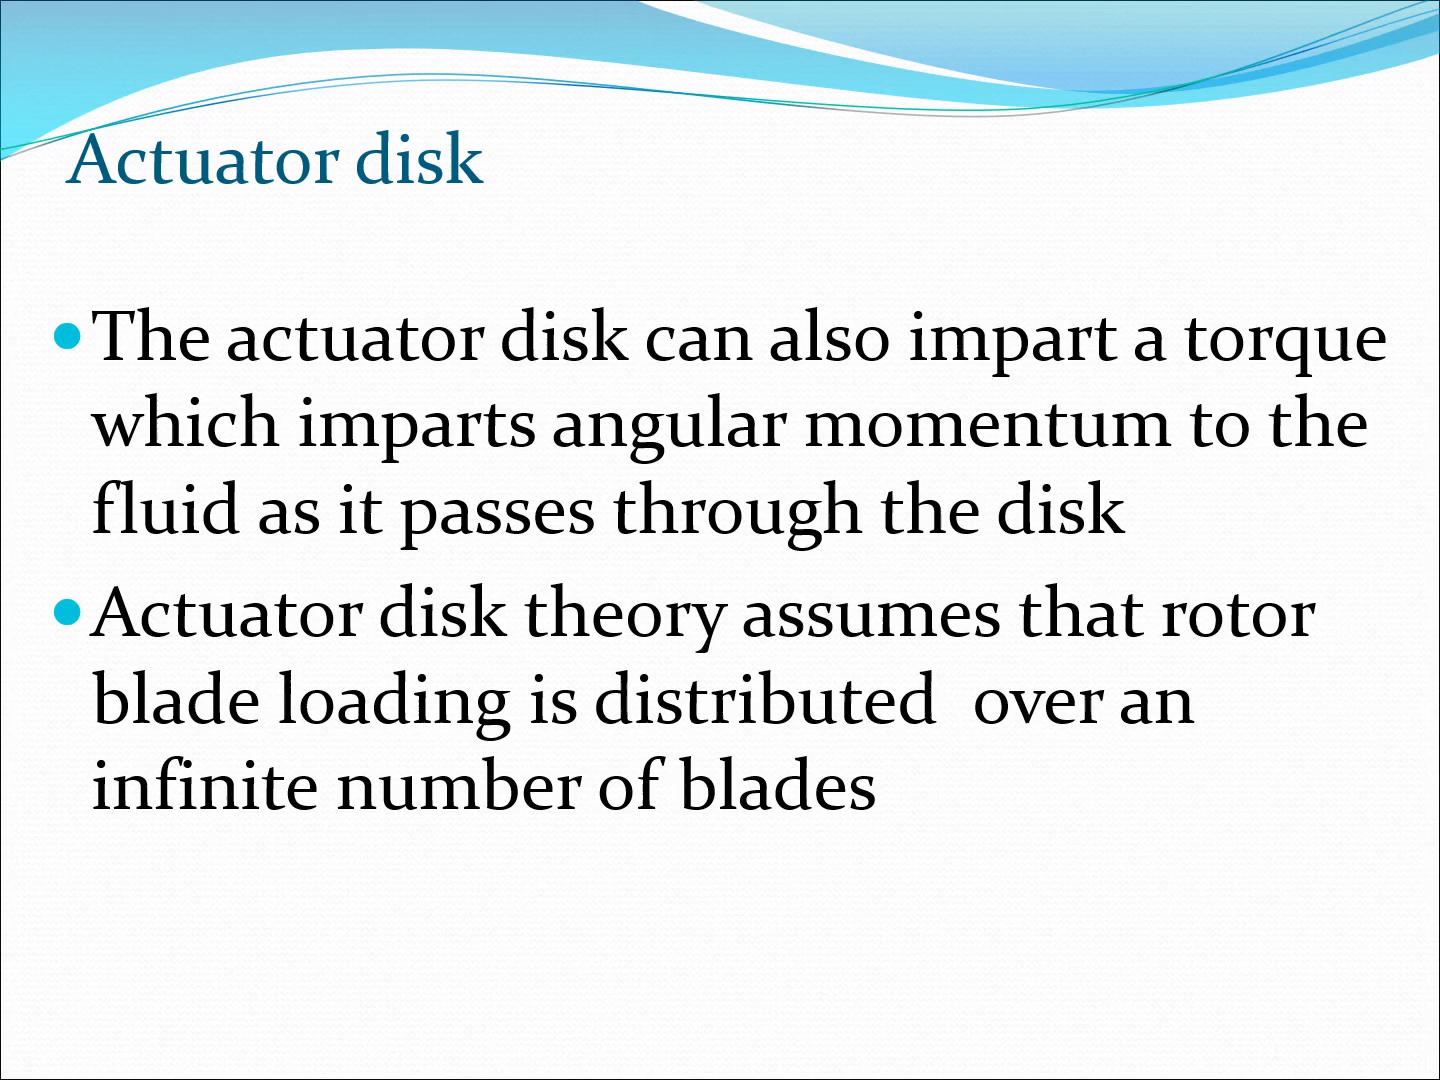 Actuator disk
The actuator disk can also impart a torque
which imparts angular momentum to the
fluid as it passes through the disk
Actuator disk theory assumes that rotor
blade loading is distributed  over an
infinite number of blades